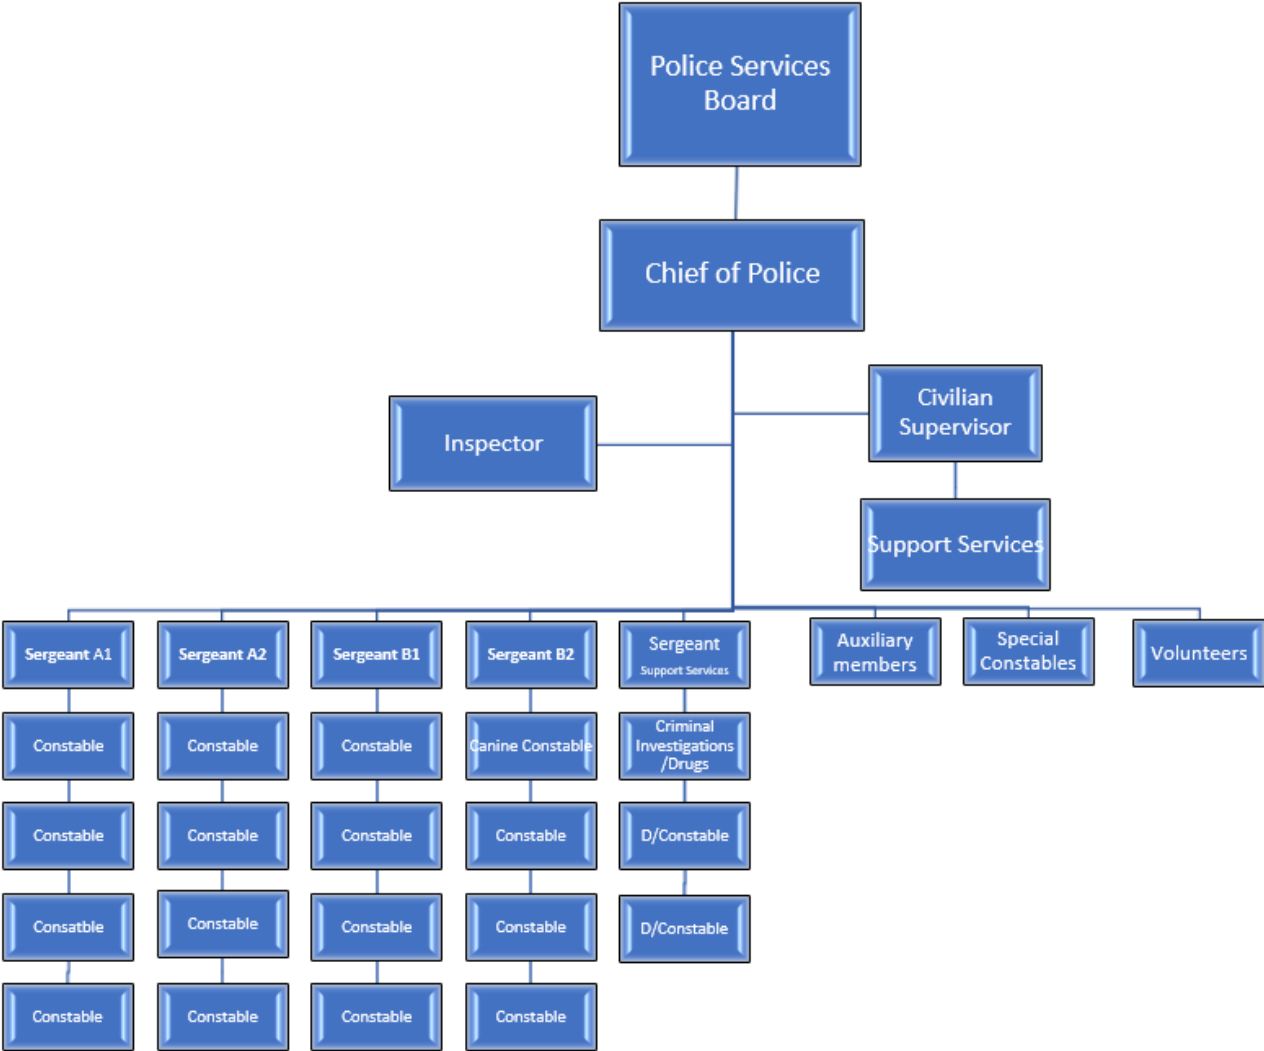 Police Services
Board
Chief of Police
Civilian
Supervisor
Inspector
Support Services
Sergeant A1
Sergeant A2
Sergeant B1
Sergeant B2
Sergeant
Support Services
Auxiliary
members
Special
Constables
Volunteers
Constable
Constable
Constable
Canine Constable
Criminal
Investigations
/Drugs
Constable
Constable
Constable
Constable
D/Constable
Consatble
Constable
Constable
Constable
D/Constable
Constable
Constable
Constable
Constable